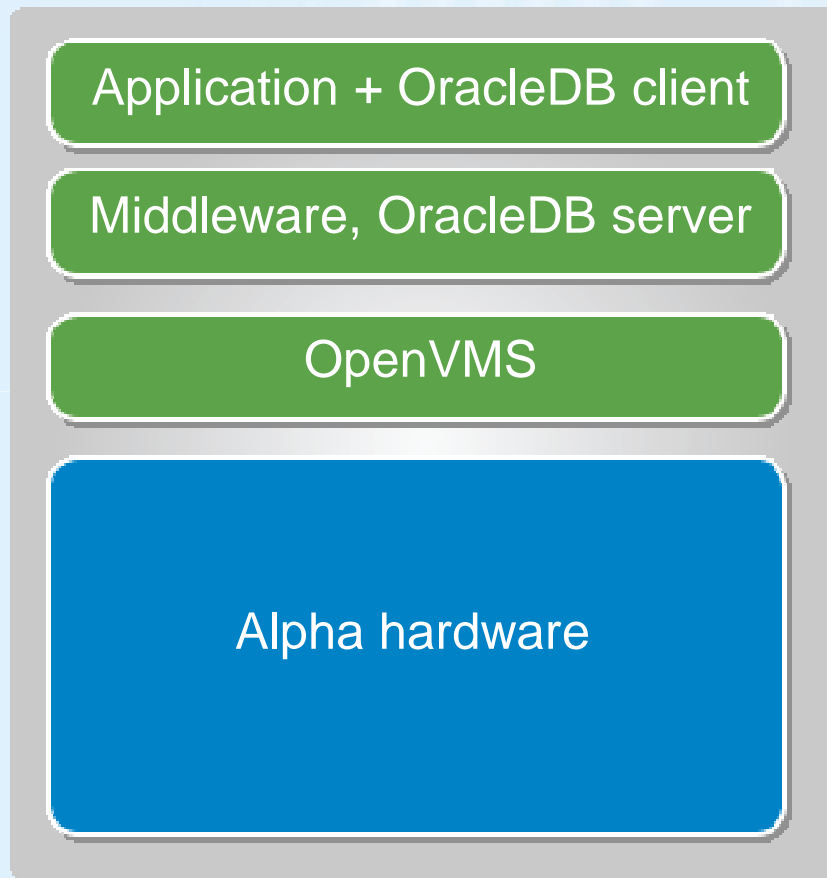 Application + OracleDB client
Middleware, OracleDB server
OpenVMS
Alpha hardware